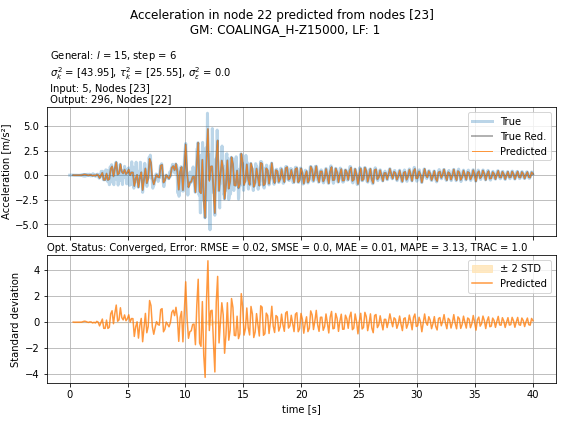 Acceleration in node 22 predicted from nodes [23]
GM: COALINGA_H-Z15000, LF: 1
General: l = 15, step = 6
σ²ₖ = [43.95], τ²ₖ = [25.55], σ²ε = 0.0
Input: 5, Nodes [23]
Output: 296, Nodes [22]
Acceleration [m/s²]
5.0
2.5
0.0
−2.5
−5.0
True
True Red.
Predicted
Opt. Status: Converged, Error: RMSE = 0.02, SMSE = 0.0, MAE = 0.01, MAPE = 3.13, TRAC = 1.0
Standard deviation
4
2
0
−2
−4
± 2 STD
Predicted
0 5 10 15 20 25 30 35 40
time [s]